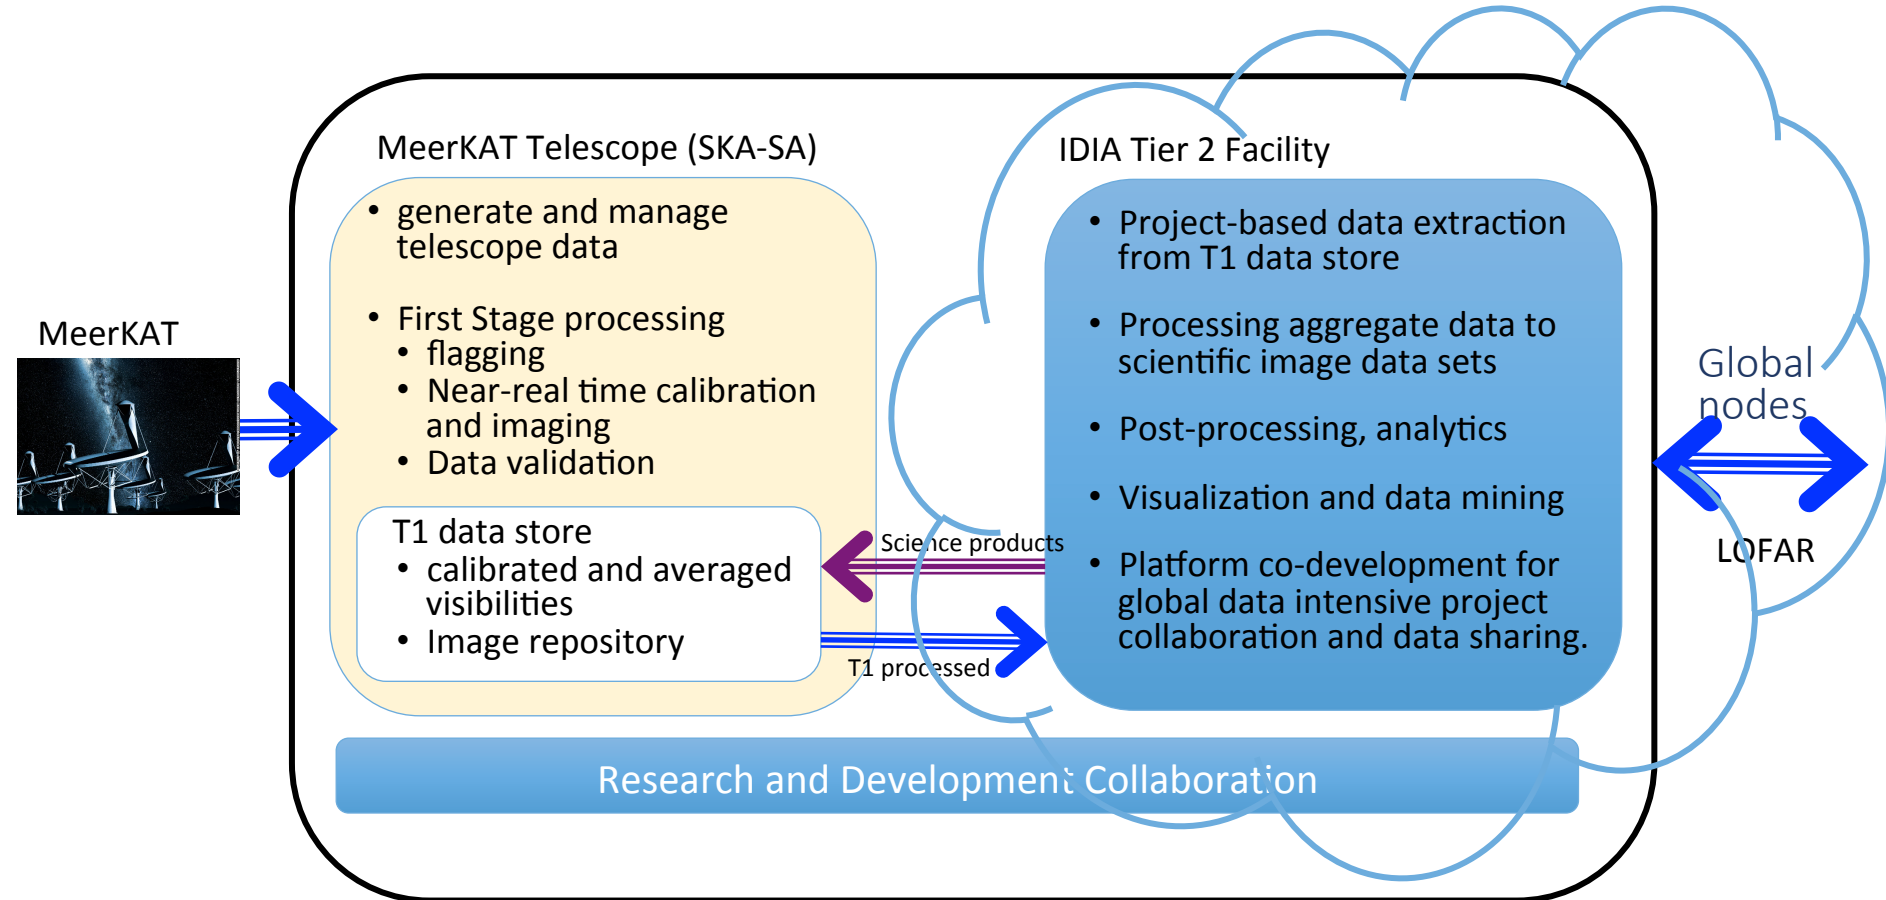 MeerKAT Telescope (SKA-SA)
• generate and manage
telescope data
• First Stage processing
• flagging
• Near-real time calibration
and imaging
• Data validation
T1 data store
• calibrated and averaged
visibilities
• Image repository
MeerKAT
Science products
T1 processed
IDIA Tier 2 Facility
• Project-based data extraction
from T1 data store
• Processing aggregate data to
scientific image data sets
• Post-processing, analytics
• Visualization and data mining
• Platform co-development for
global data intensive project
collaboration and data sharing.
Global
nodes
LOFAR
Research and Development Collaboration